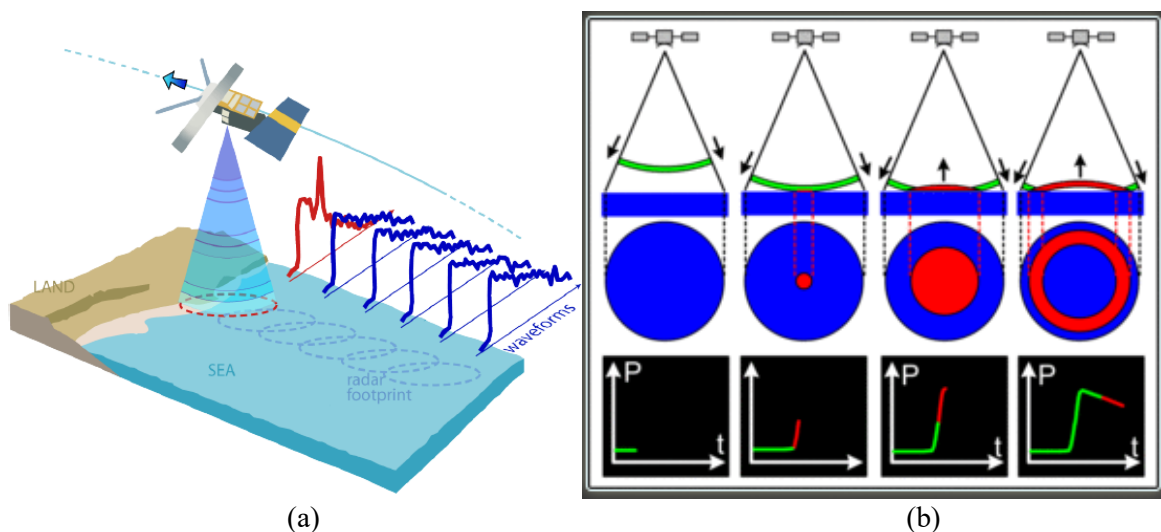 LAND
SEA
radar
footprint
waveforms
P
t
P
t
P
t
(a)
(b)